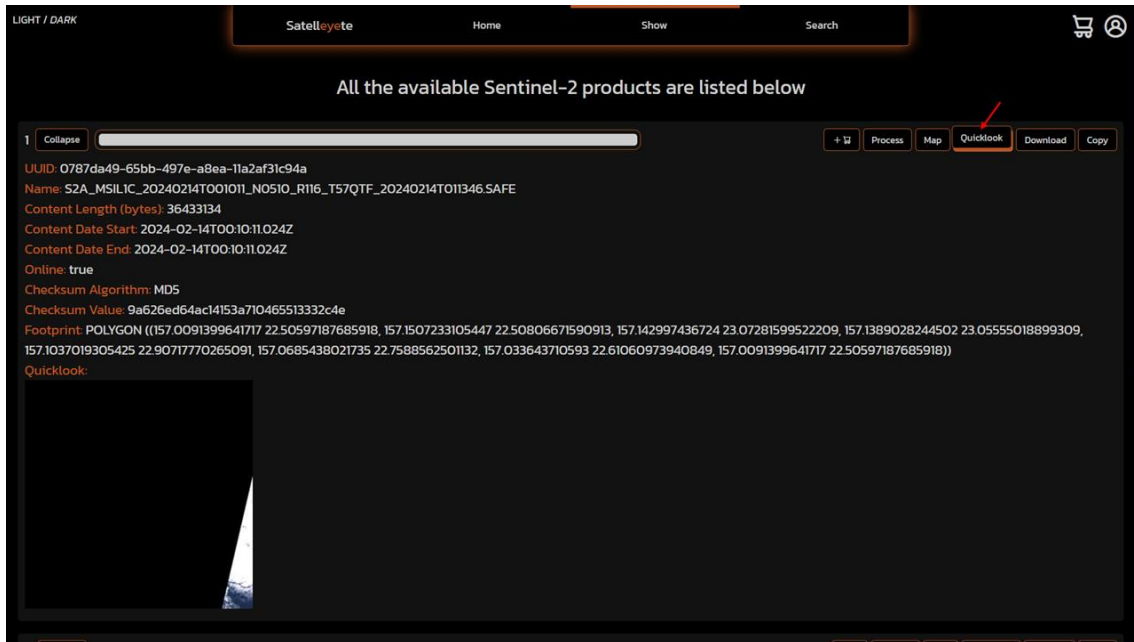 LIGHT / DARK
Satelleyete
Home
Show
Search
All the available Sentinel-2 products are listed below
1
Collapse
+
Process
Map
Quicklook
Download
Copy
UUID: 0787da49-65bb-497e-a8ea-11a2af31c94a
Name: S2A_MSIL1C_20240214T001011_N0510_R116_T57QTF_20240214T011346.SAFE
Content Length (bytes): 36433134
Content Date Start: 2024-02-14T00:10:11.024Z
Content Date End: 2024-02-14T00:10:11.024Z
Online: true
Checksum Algorithm: MD5
Checksum Value: 9a626ed64ac14153a710465513332c4e
Footprint: POLYGON ((157.0091399641717 22.50597187685918, 157.1507233105447 22.50806671590913, 157.142997436724 23.07281599522209, 157.1389028244502 23.05555018899309,
157.1037019305425 22.90717770265091, 157.0685438021735 22.7588562501132, 157.033643710593 22.61060973940849, 157.0091399641717 22.50597187685918))
Quicklook: